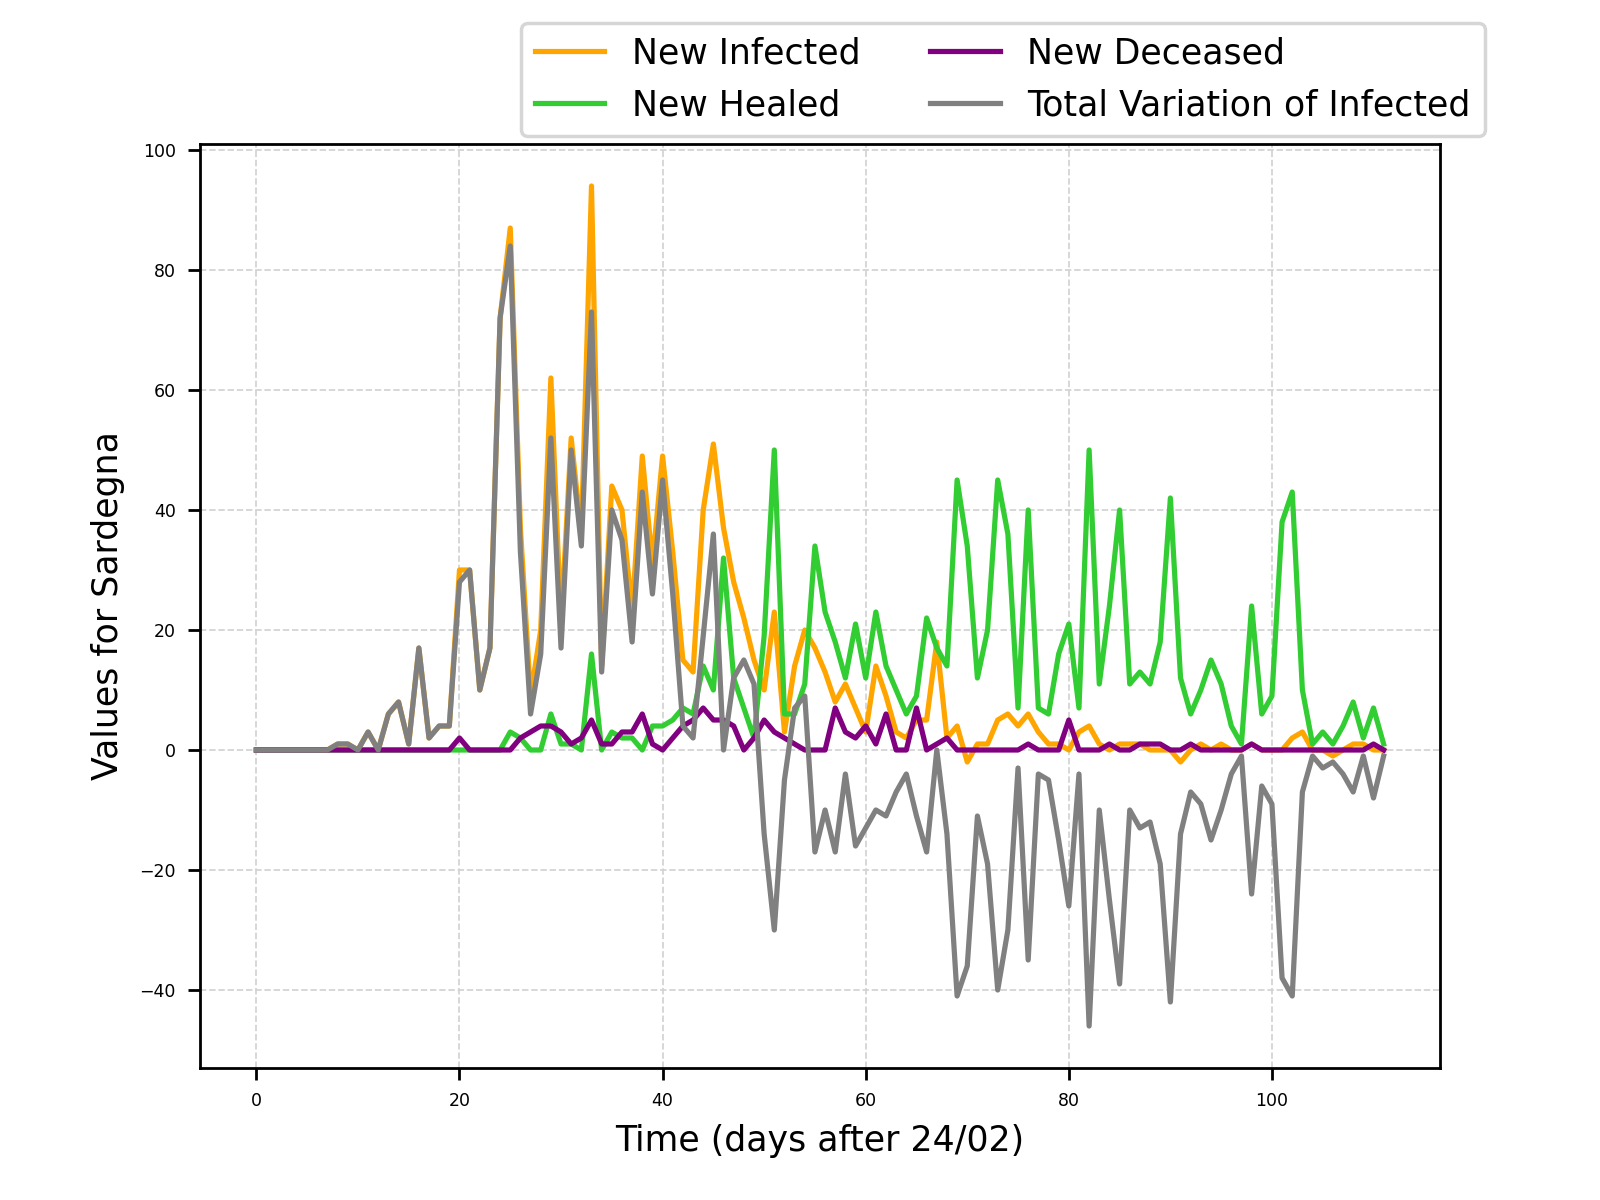 New Infected
New Healed
New Deceased
Total Variation of Infected
100
80
60
40
20
0
−20
−40
Values for Sardegna
0 20 40 60 80 100
Time (days after 24/02)